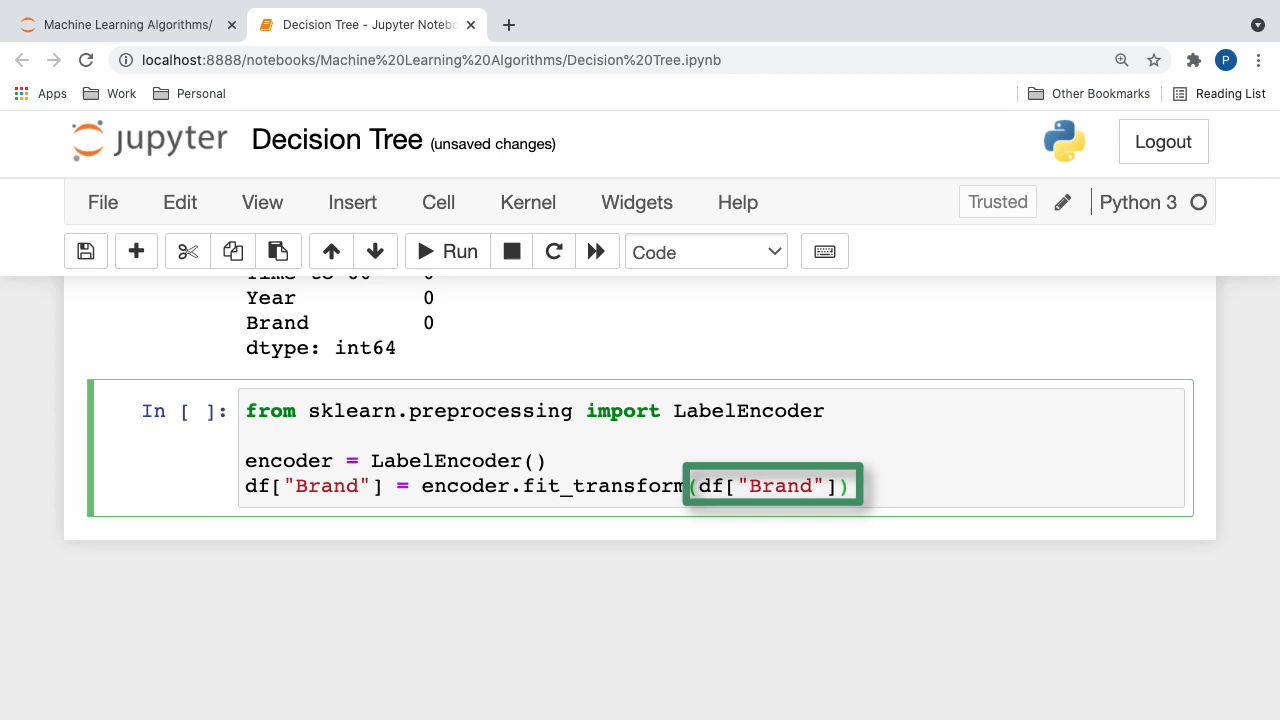 Machine Learning Algorithms/
Decision Tree - Jupyter Notebo
localhost:8888/notebooks/Machine%20Learning%20Algorithms/Decision%20Tree.ipynb
P
Apps Work Personal Other Bookmarks Reading List
jupyter Decision Tree (unsaved changes) Logout
File Edit View Insert Cell Kernel Widgets Help Trusted Python 3
Run Code
Year 0
Brand 0
dtype: int64
In [ ]: from sklearn.preprocessing import LabelEncoder
encoder = LabelEncoder()
df["Brand"] = encoder.fit_transform(df["Brand"])